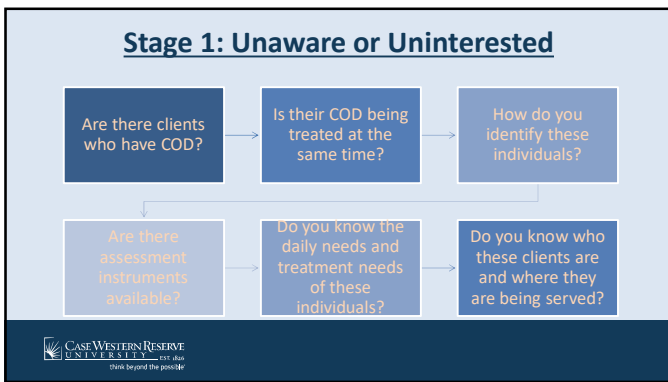 Stage 1: Unaware or Uninterested
Are there clients
who have COD?
Is their COD being
treated at the
same time?
How do you
identify these
individuals?
Are there
assessment
instruments
available?
Do you know the
daily needs and
treatment needs
of these
individuals?
Do you know who
these clients are
and where they
are being served?
CASE WESTERN RESERVE
UNIVERSITY EST. 1826
think beyond the possible®